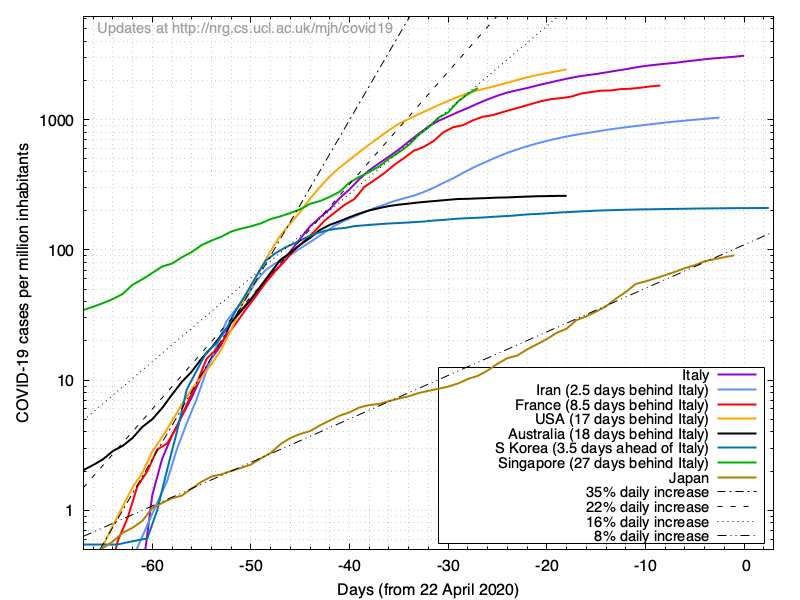 Updates at http://nrg.cs.ucl.ac.uk/mjh/covid19
COVID-19 cases per million inhabitants
1000
100
10
1
Italy
Iran (2.5 days behind Italy)
France (8.5 days behind Italy)
USA (17 days behind Italy)
Australia (18 days behind Italy)
S Korea (3.5 days ahead of Italy)
Singapore (27 days behind Italy)
Japan
35% daily increase
22% daily increase
16% daily increase
8% daily increase
-60 -50 -40 -30 -20 -10 0
Days (from 22 April 2020)